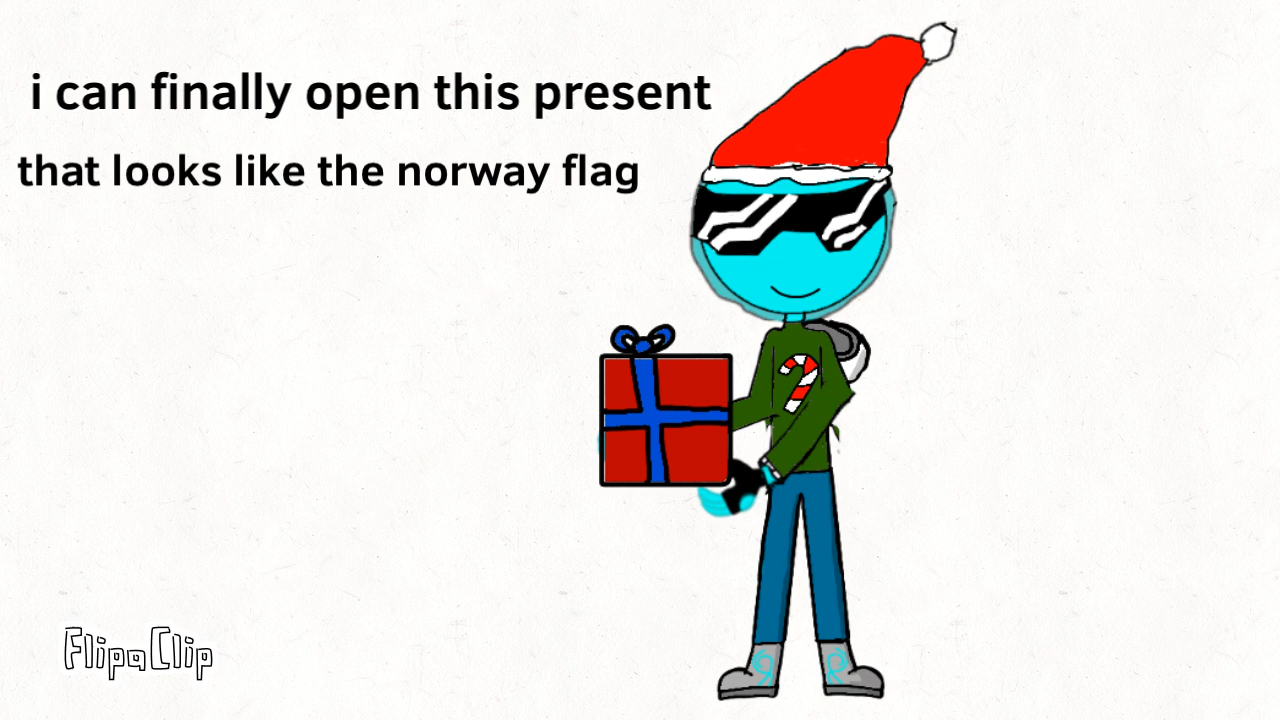 i can finally open this present
that looks like the norway flag
FlipaClip